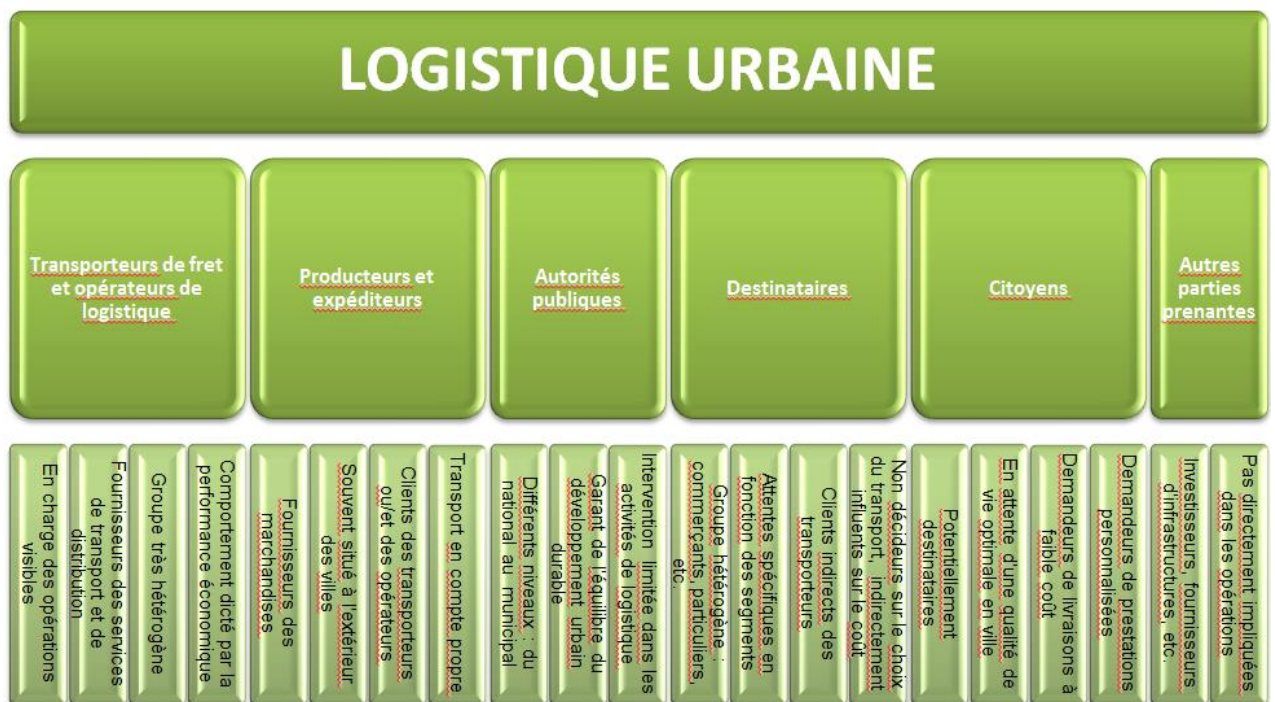 LOGISTIQUE URBAINE
Transporteurs de fret
et opérateurs de
logistique
Producteurs et
expéditeurs
Autorités
publiques
Destinataires
Citoyens
Autres
parties
prenantes
En charge des opérations
visibles
Fournisseurs des services
de transport et de
distribution
Groupe très hétérogène
Comportement dicté par la
performance économique
Fournisseurs des
marchandises
Souvent situé à l'extérieur
des villes
Clients des transporteurs
ou/et des opérateurs
Transport en compte propre
Différents niveaux : du
national au municipal
Garant de l'équilibre du
développement urbain
durable
Intervention limitée dans les
activités de logistique
Groupe hétérogène :
commerçants, particuliers,
etc.
Attentes spécifiques en
fonction des segments
Clients indirects des
transporteurs
Non décideurs sur le choix
du transport, indirectement
influents sur le coût
Potentiellement
destinataires
En attente d'une qualité de
vie optimale en ville
Demandeurs de livraisons à
faible coût
Demandeurs de prestations
personnalisées
Investisseurs, fournisseurs
d'infrastructures, etc.
Pas directement impliquées
dans les opérations